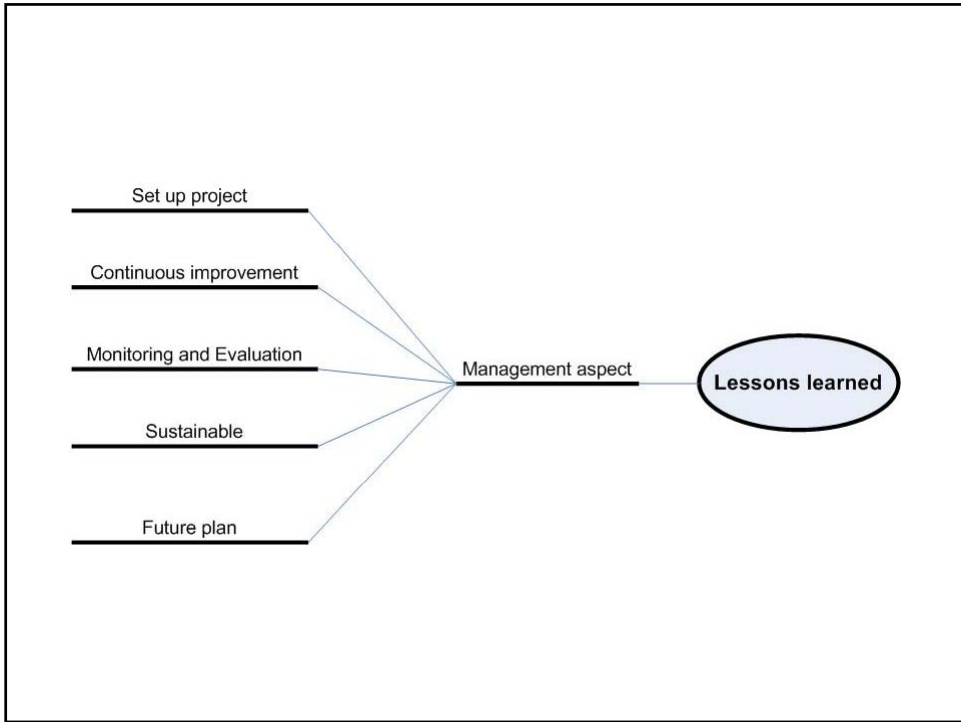 Set up project
Continuous improvement
Monitoring and Evaluation
Sustainable
Future plan
Management aspect
Lessons learned